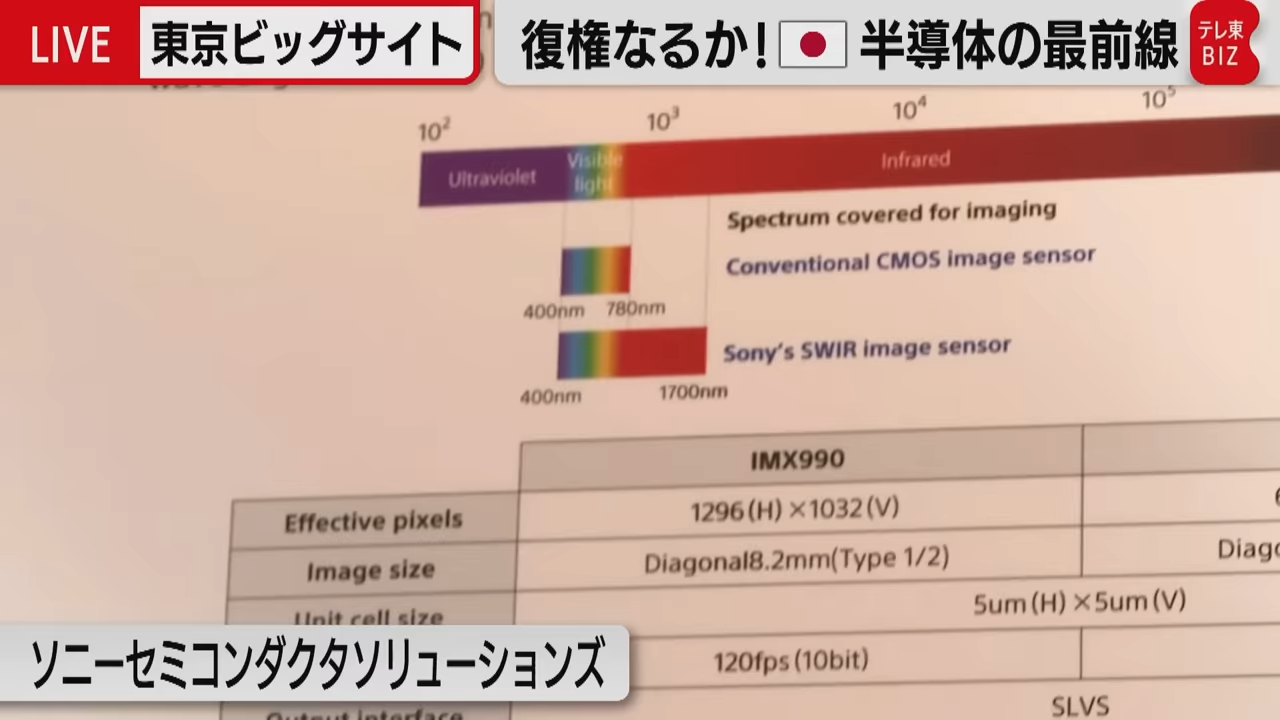 LIVE 東京ビッグサイト
復権なるか! 半導体の最前線
テレ東
BIZ
10² 10³ 10⁴ 10⁵
Ultraviolet Visible light Infrared
Spectrum covered for imaging
Conventional CMOS image sensor
400nm 780nm
Sony's SWIR image sensor
400nm 1700nm
IMX990
Effective pixels 1296(H)×1032(V)
Image size Diagonal8.2mm(Type 1/2)
Unit cell size 5um(H)×5um(V)
120fps(10bit)
Output interface SLVS
ソニーセミコンダクタソリューションズ